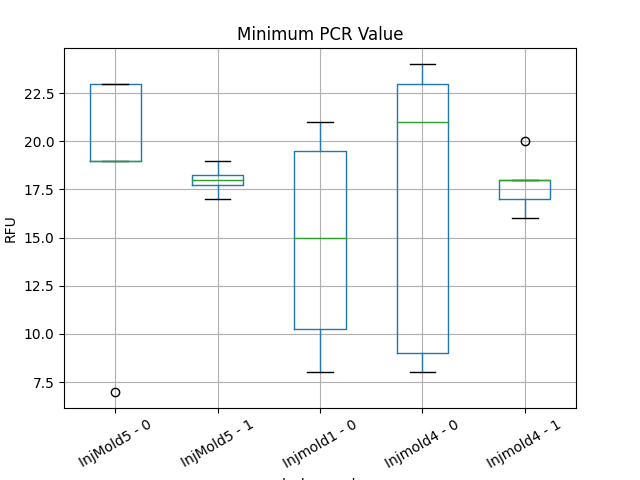 Minimum PCR Value
RFU
22.5
20.0
17.5
15.0
12.5
10.0
7.5
InjMold5 - 0
InjMold5 - 1
Injmold1 - 0
Injmold4 - 0
Injmold4 - 1